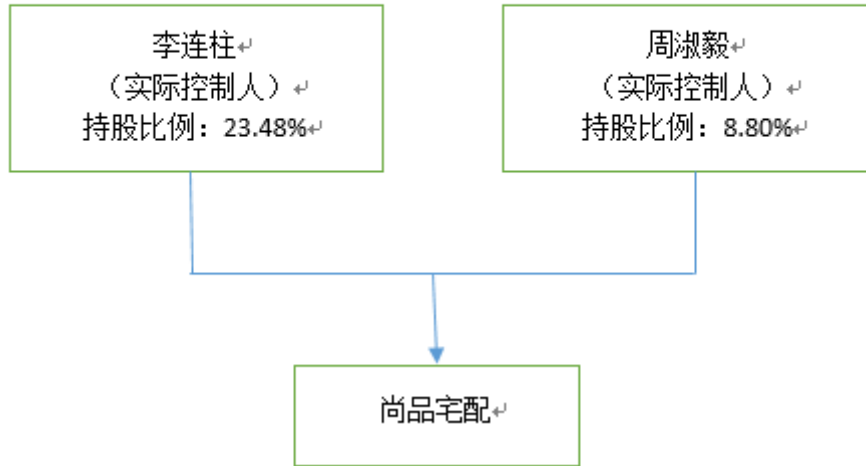 李连柱
（实际控制人）
持股比例：23.48%
周淑毅
（实际控制人）
持股比例：8.80%
尚品宅配